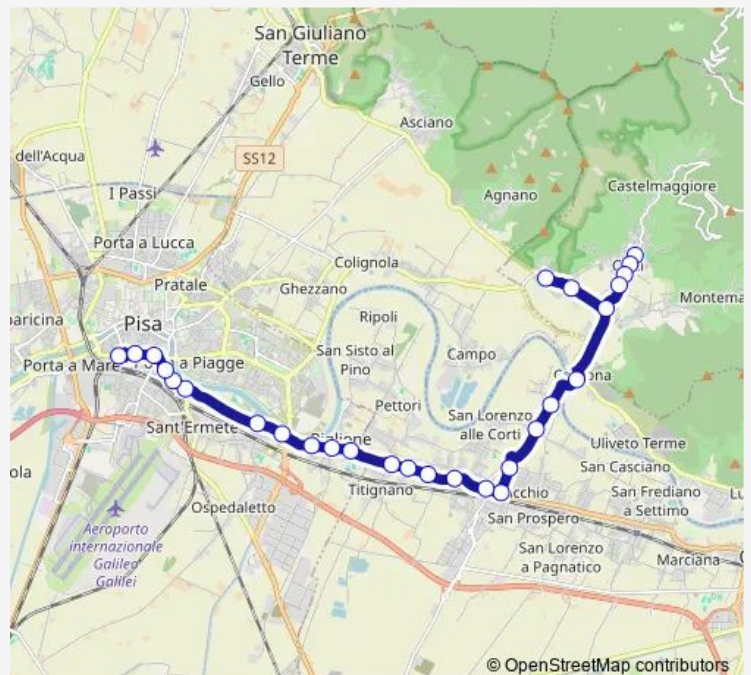 San Giuliano
Terme
Gello
Asciano
dell'Acqua
SS12
I Passi
Agnano
Castelmaggiore
Porta a Lucca
Colignola
Pratale
Ghezzano
Montema
paricina
Pisa
Ripoli
Porta a Mare
a Piagge
San Sisto al
Pino
Campo
Pettori
San Lorenzo
alle Corti
Sant'Ermete
Uliveto Terme
San Casciano
ola
Titignano
acchio
San Frediano
a Settimo
Ospedaletto
San Prospero
Aeroporto
internazionale
Galileo
Galilei
San Lorenzo
a Pagnatico
Marciana
© OpenStreetMap contributors